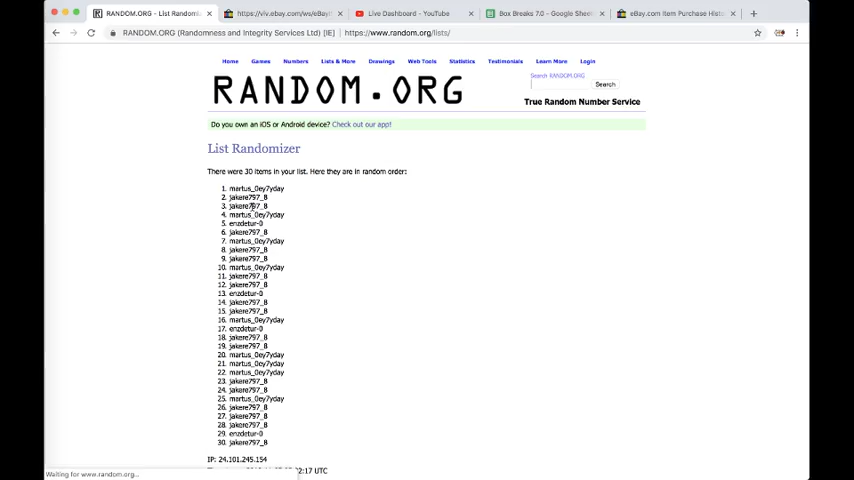 RANDOM.ORG - List Randomiz
https://vlv.ebay.com/ws/eBayI
Live Dashboard - YouTube
Box Breaks 7.0 - Google Sheet
eBay.com Item Purchase Histo
RANDOM.ORG (Randomness and Integrity Services Ltd) [IE] | https://www.random.org/lists/
Home Games Numbers Lists & More Drawings Web Tools Statistics Testimonials Learn More Login
RANDOM.ORG
Search RANDOM.ORG
Search
True Random Number Service
Do you own an iOS or Android device? Check out our app!
List Randomizer
There were 30 items in your list. Here they are in random order:
1. martus_0ey7yday
2. jakere797_8
3. jakere797_8
4. martus_0ey7yday
5. enzdetur-0
6. jakere797_8
7. martus_0ey7yday
8. jakere797_8
9. jakere797_8
10. martus_0ey7yday
11. jakere797_8
12. jakere797_8
13. enzdetur-0
14. jakere797_8
15. jakere797_8
16. martus_0ey7yday
17. enzdetur-0
18. jakere797_8
19. jakere797_8
20. martus_0ey7yday
21. martus_0ey7yday
22. martus_0ey7yday
23. jakere797_8
24. jakere797_8
25. martus_0ey7yday
26. jakere797_8
27. jakere797_8
28. jakere797_8
29. enzdetur-0
30. jakere797_8
IP: 24.101.245.154
2:17 UTC
Waiting for www.random.org...